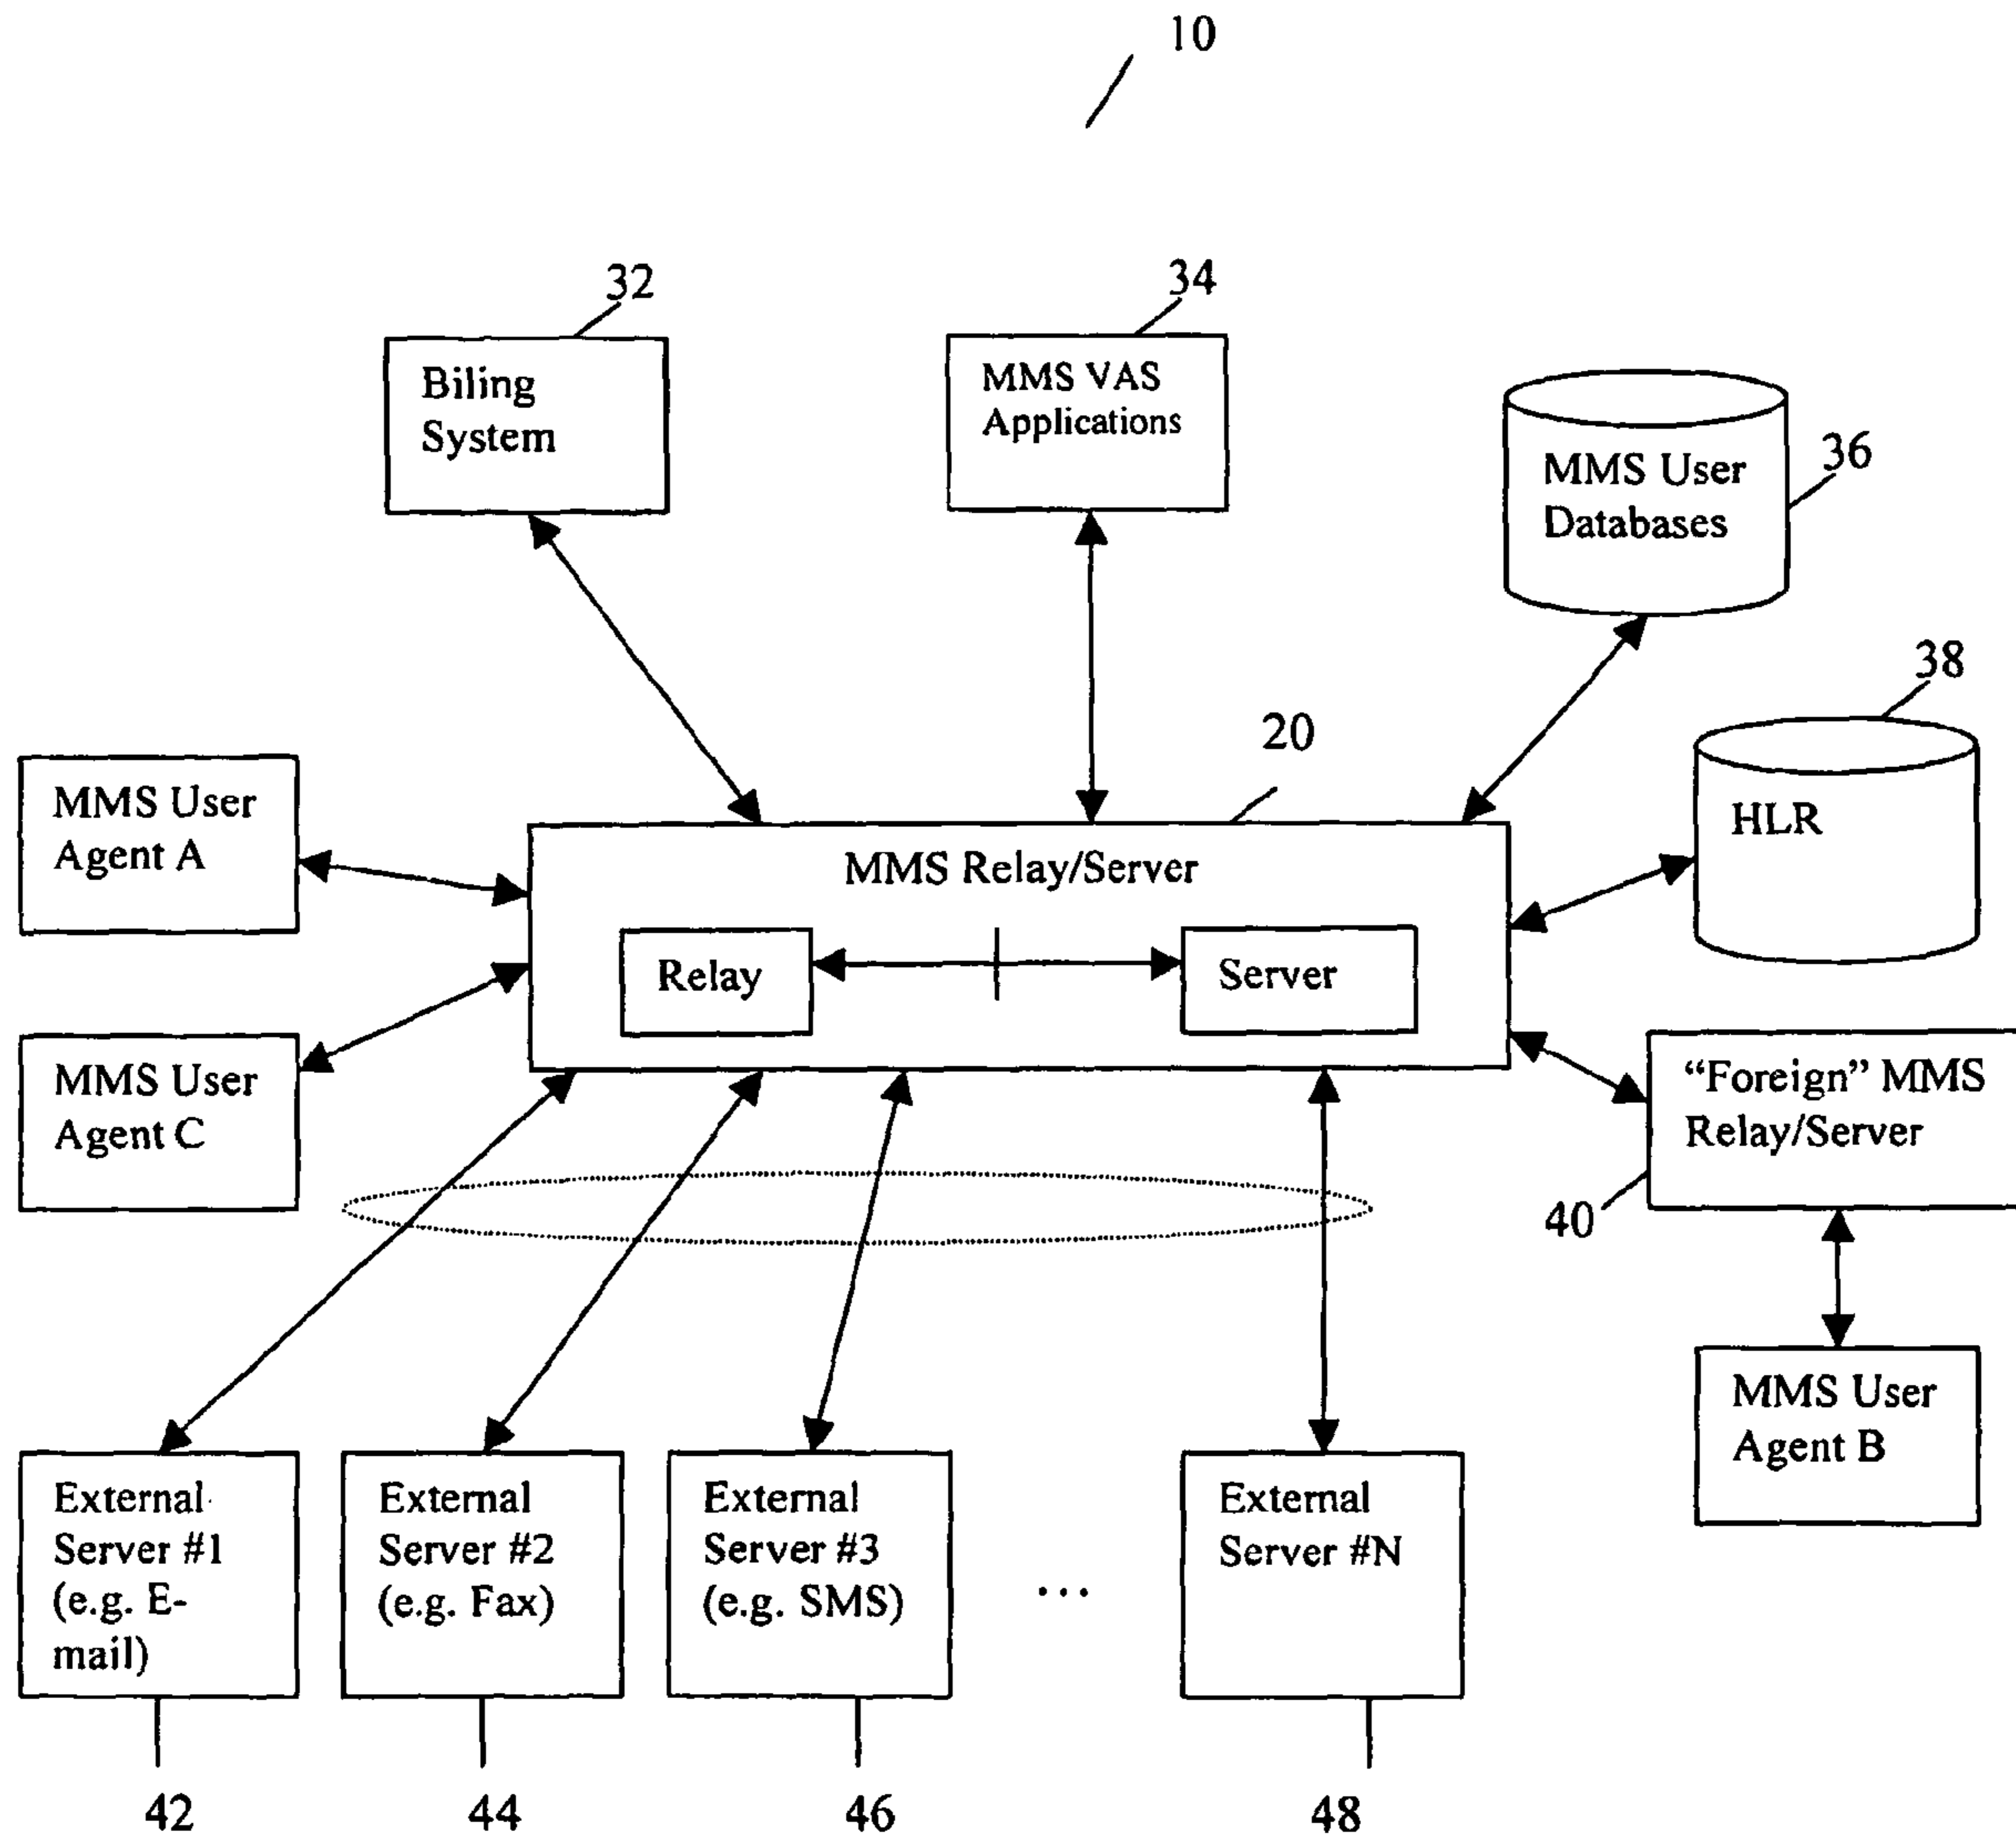 10
32
34
Biling
System
MMS VAS
Applications
MMS User
Databases
36
38
20
MMS User
Agent A
MMS Relay/Server
HLR
Relay
Server
MMS User
Agent C
“Foreign” MMS
Relay/Server
40
MMS User
Agent B
External
Server #1
(e.g. E-
mail)
External
Server #2
(e.g. Fax)
External
Server #3
(e.g. SMS)
...
External
Server #N
42
44
46
48